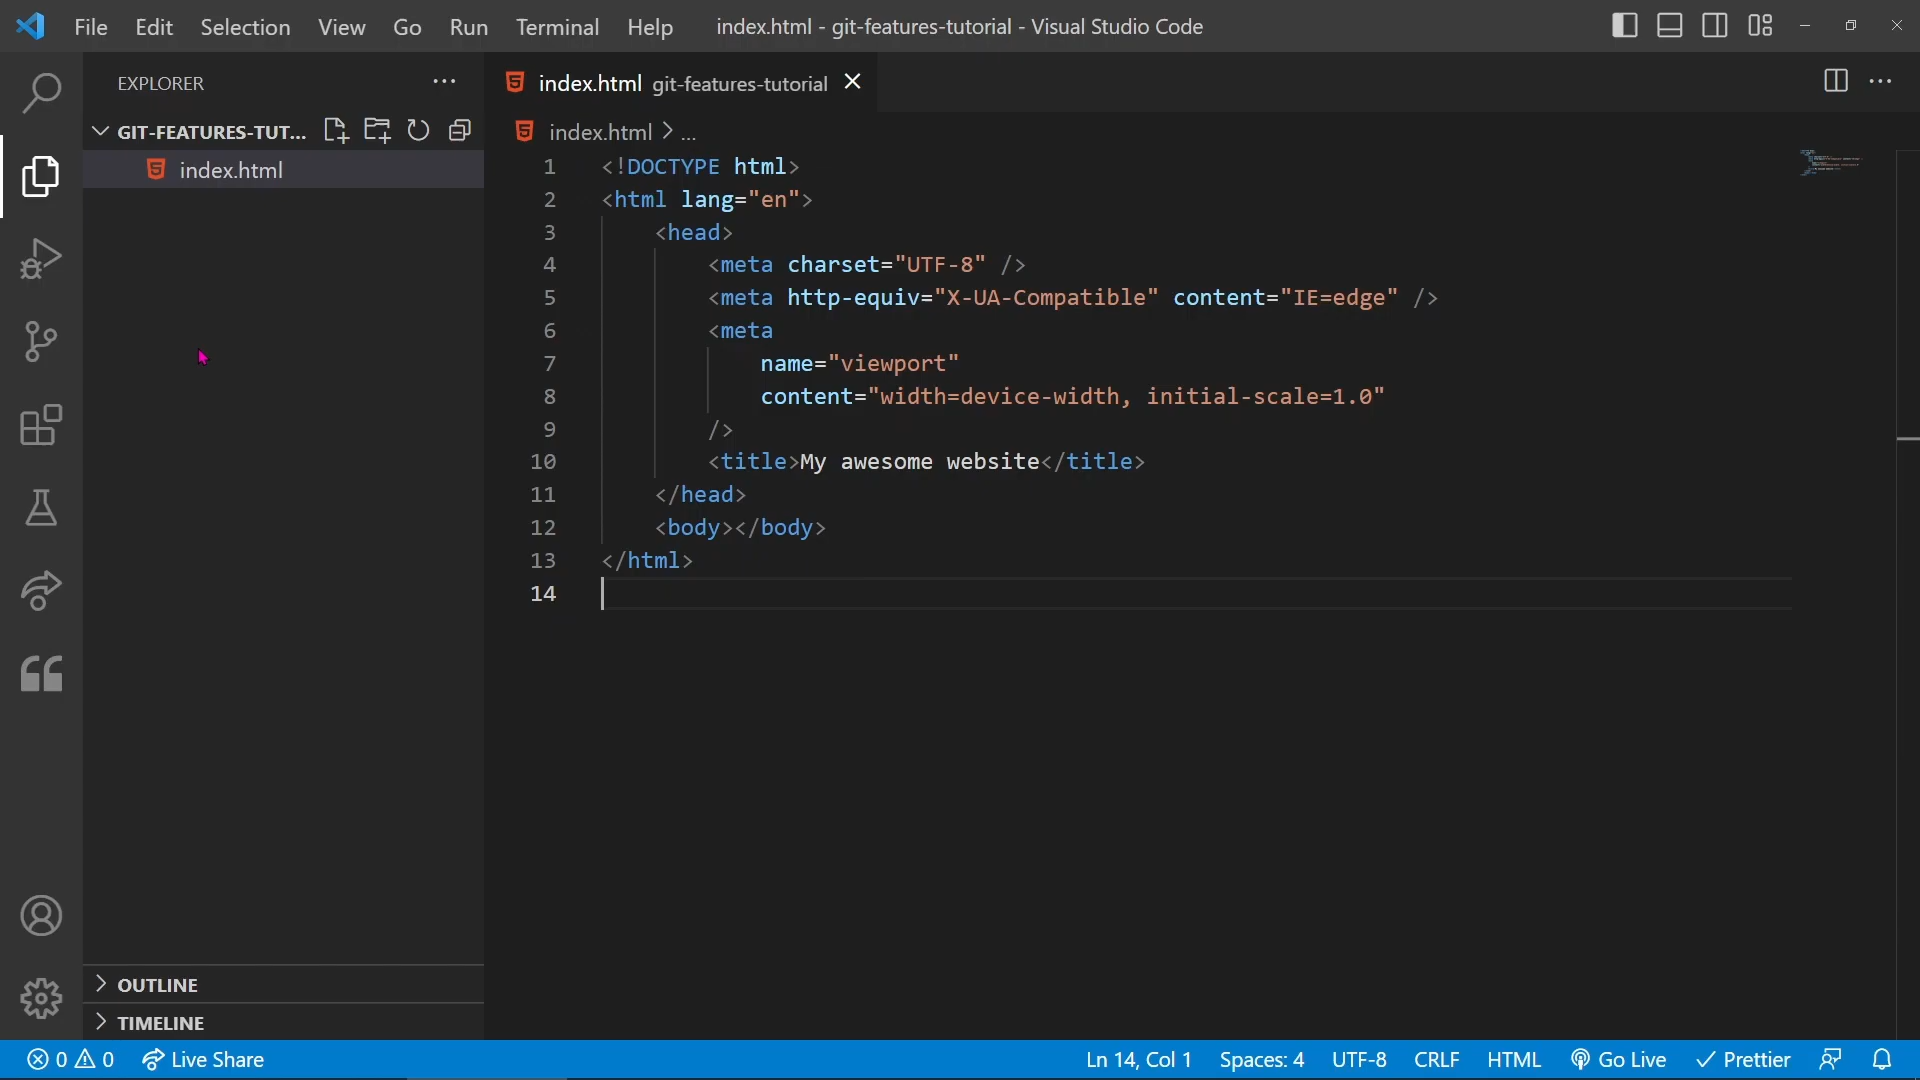 File Edit Selection View Go Run Terminal Help index.html - git-features-tutorial - Visual Studio Code
EXPLORER
GIT-FEATURES-TUT...
index.html
index.html git-features-tutorial
index.html > ...
1 <!DOCTYPE html>
2 <html lang="en">
3 <head>
4 <meta charset="UTF-8" />
5 <meta http-equiv="X-UA-Compatible" content="IE=edge" />
6 <meta
7 name="viewport"
8 content="width=device-width, initial-scale=1.0"
9 />
10 <title>My awesome website</title>
11 </head>
12 <body></body>
13 </html>
14
OUTLINE
TIMELINE
0 0 Live Share Ln 14, Col 1 Spaces: 4 UTF-8 CRLF HTML Go Live Prettier